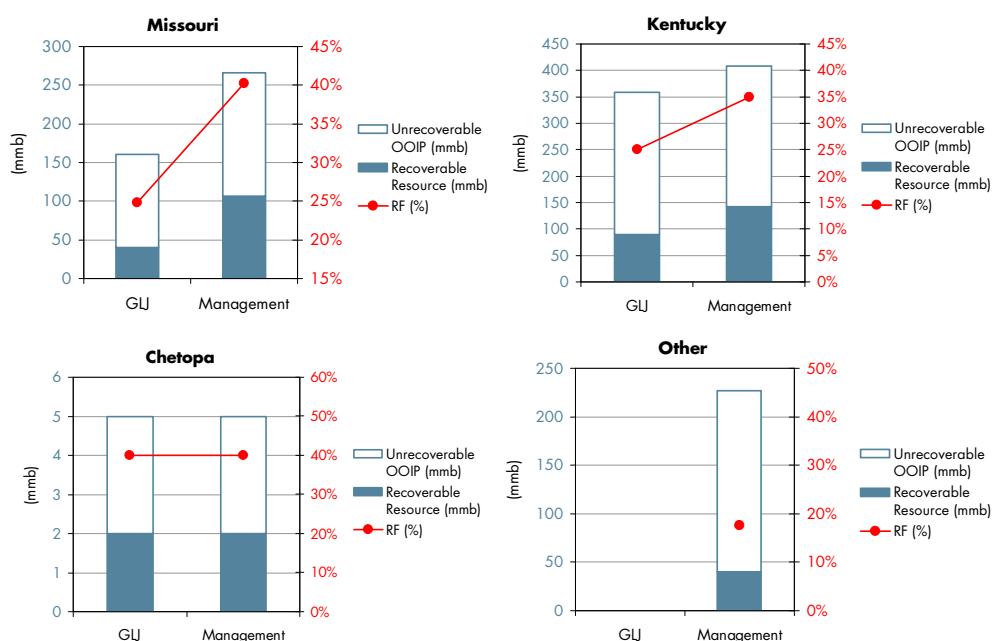 Missouri
300
250
200
150
100
50
0
(mmb)
45%
40%
35%
30%
25%
20%
15%
GLJ
Management
Unrecoverable
OOIP (mmb)
Recoverable
Resource (mmb)
RF (%)
Kentucky
450
400
350
300
250
200
150
100
50
0
(mmb)
45%
40%
35%
30%
25%
20%
15%
10%
5%
0%
GLJ
Management
Unrecoverable
OOIP (mmb)
Recoverable
Resource (mmb)
RF (%)
Chetopa
6
5
4
3
2
1
0
(mmb)
60%
50%
40%
30%
20%
10%
0%
GLJ
Management
Unrecoverable
OOIP (mmb)
Recoverable
Resource (mmb)
RF (%)
Other
250
200
150
100
50
0
(mmb)
50%
40%
30%
20%
10%
0%
GLJ
Management
Unrecoverable
OOIP (mmb)
Recoverable
Resource (mmb)
RF (%)